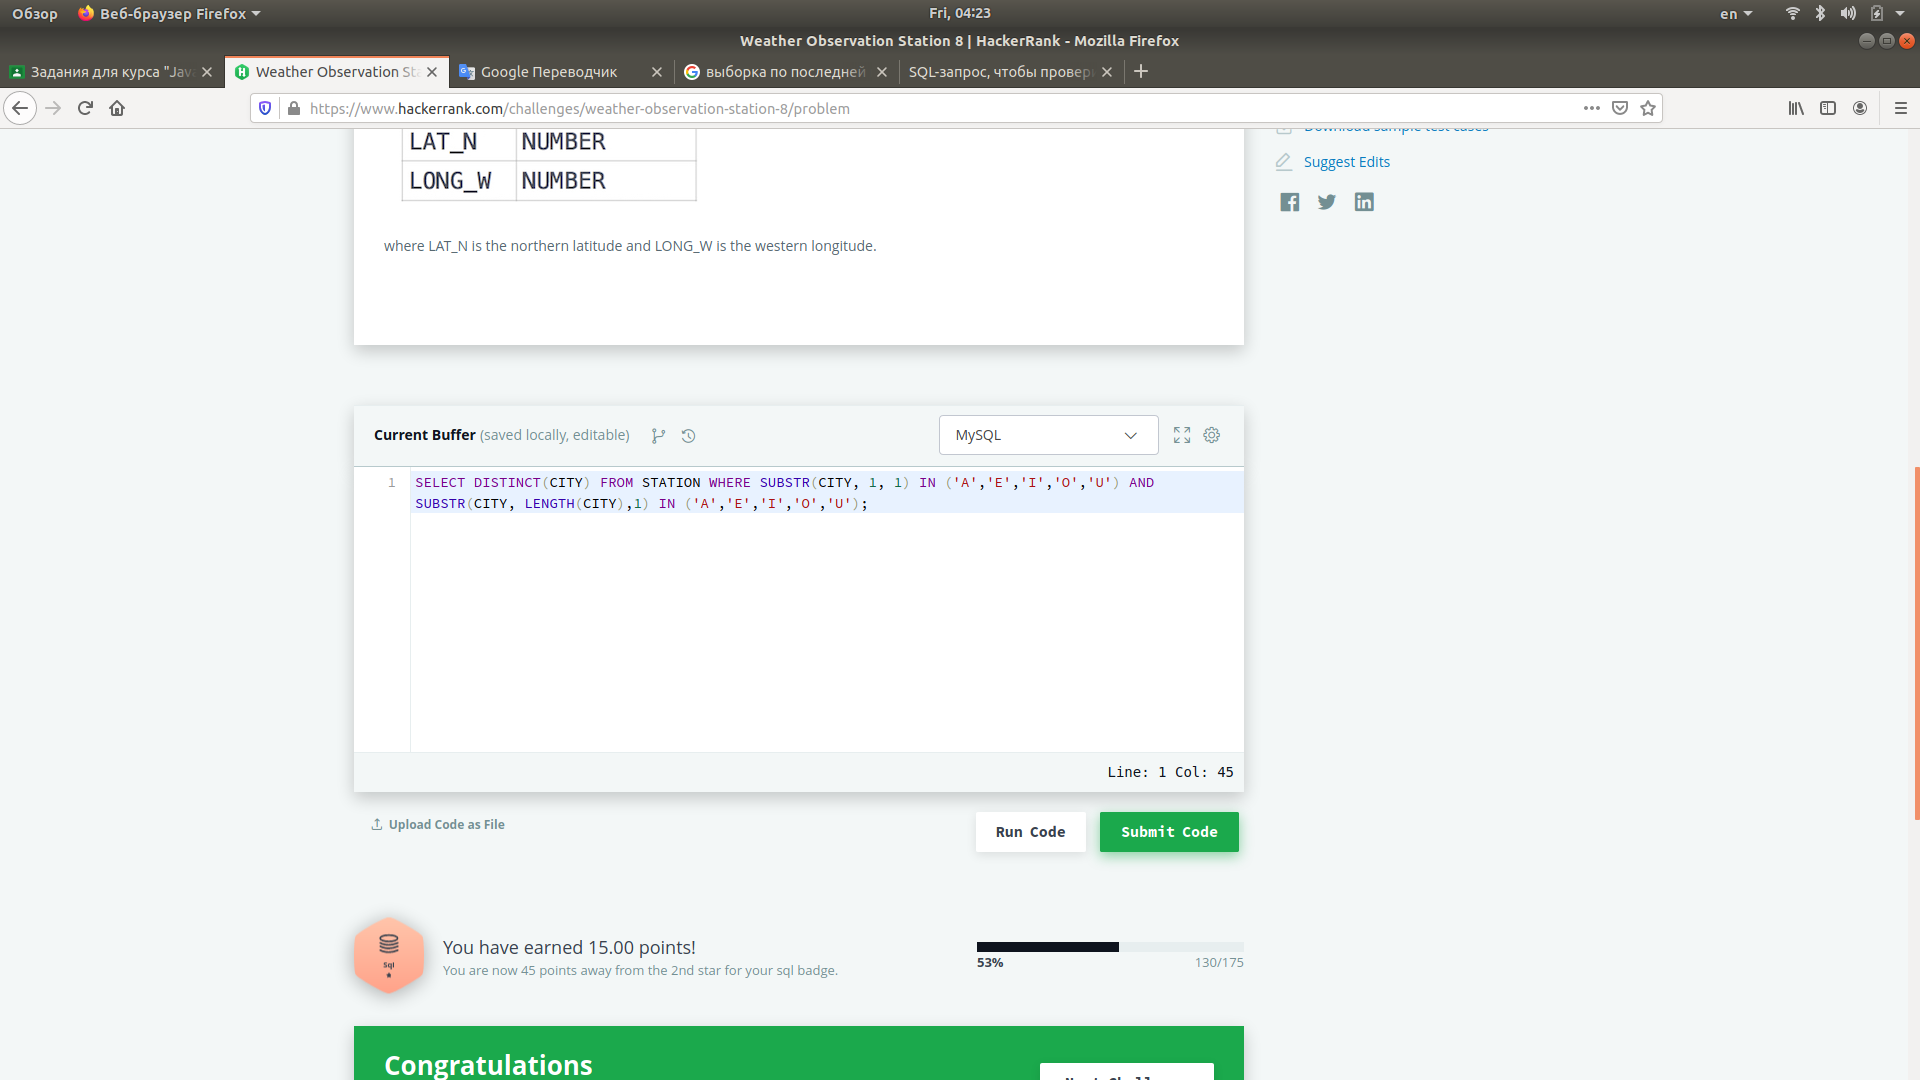 Обзор Веб-браузер Firefox Fri, 04:23 en
Weather Observation Station 8 | HackerRank - Mozilla Firefox
Задания для курса "Jav Weather Observation St Google Переводчик выборка по последней SQL-запрос, чтобы провер
https://www.hackerrank.com/challenges/weather-observation-station-8/problem
LAT_N NUMBER
Download sample test cases
LONG_W NUMBER
Suggest Edits
where LAT_N is the northern latitude and LONG_W is the western longitude.
Current Buffer (saved locally, editable) MySQL
1 SELECT DISTINCT(CITY) FROM STATION WHERE SUBSTR(CITY, 1, 1) IN ('A','E','I','O','U') AND
SUBSTR(CITY, LENGTH(CITY),1) IN ('A','E','I','O','U');
Line: 1 Col: 45
Upload Code as File Run Code Submit Code
You have earned 15.00 points!
Sql
You are now 45 points away from the 2nd star for your sql badge.
53% 130/175
Congratulations